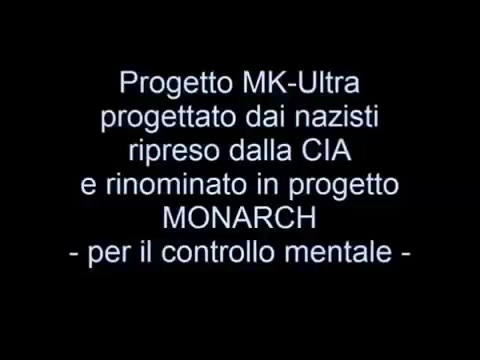 Progetto MK-Ultra
progettato dai nazisti
ripreso dalla CIA
e rinominato in progetto
MONARCH
- per il controllo mentale -